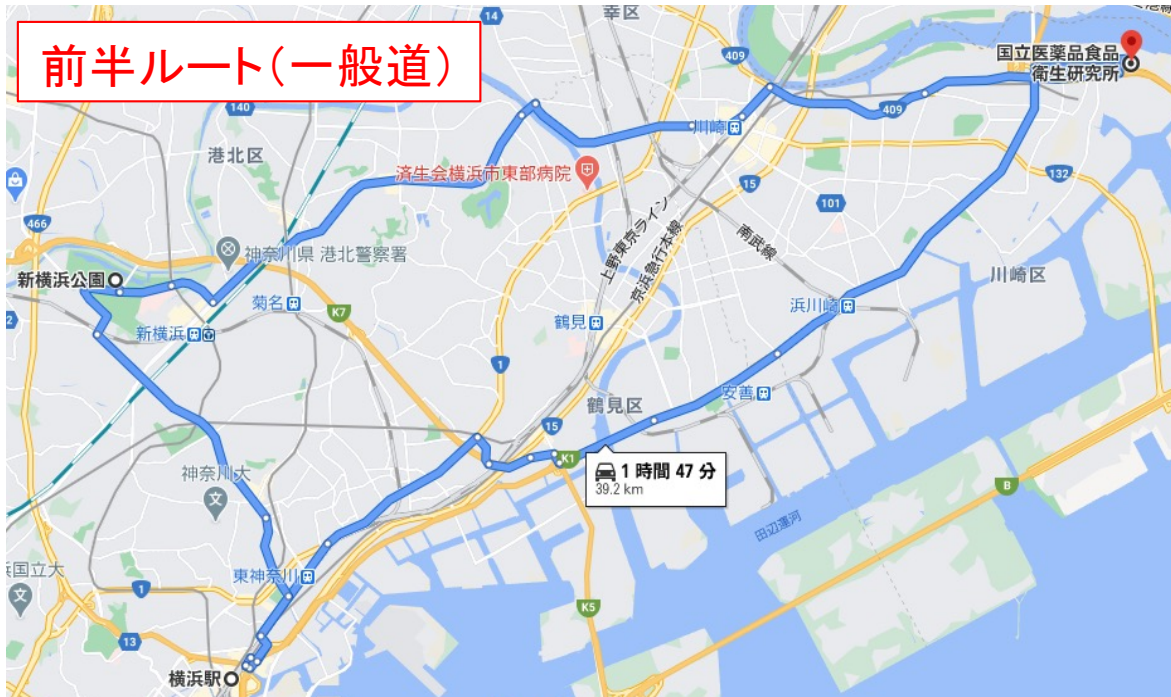 前半ルート(一般道)
14
幸区
国立医薬品食品
衛生研究所
409
140
港北区
川崎
409
済生会横浜市東部病院
15
132
466
101
神奈川県 港北警察署
上野東京ライン
京浜急行本線
南武線
川崎区
新横浜公園
菊名
K7
浜川崎
2
新横浜
鶴見
1
安善
鶴見区
15
K1
1 時間 47 分
39.2 km
神奈川大
B
田辺運河
浜国立大
1
東神奈川
K5
13
横浜駅